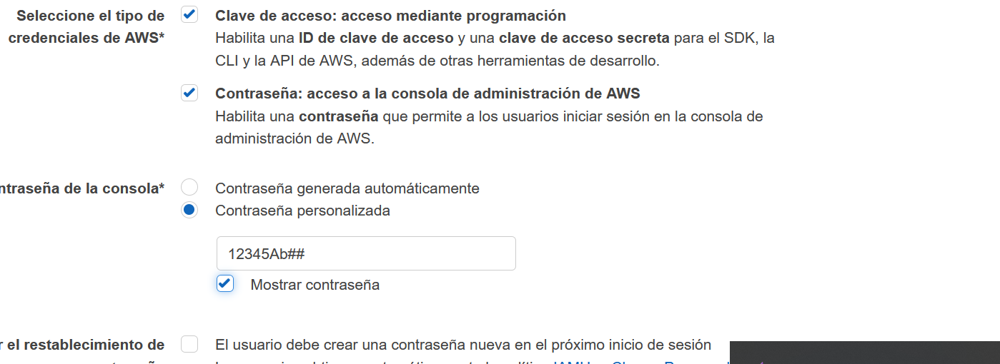 Seleccione el tipo de
credenciales de AWS*
Clave de acceso: acceso mediante programación
Habilita una ID de clave de acceso y una clave de acceso secreta para el SDK, la
CLI y la API de AWS, además de otras herramientas de desarrollo.
Contraseña: acceso a la consola de administración de AWS
Habilita una contraseña que permite a los usuarios iniciar sesión en la consola de
administración de AWS.
ntraseña de la consola*
Contraseña generada automáticamente
Contraseña personalizada
12345Ab##
Mostrar contraseña
r el restablecimiento de
El usuario debe crear una contraseña nueva en el próximo inicio de sesión